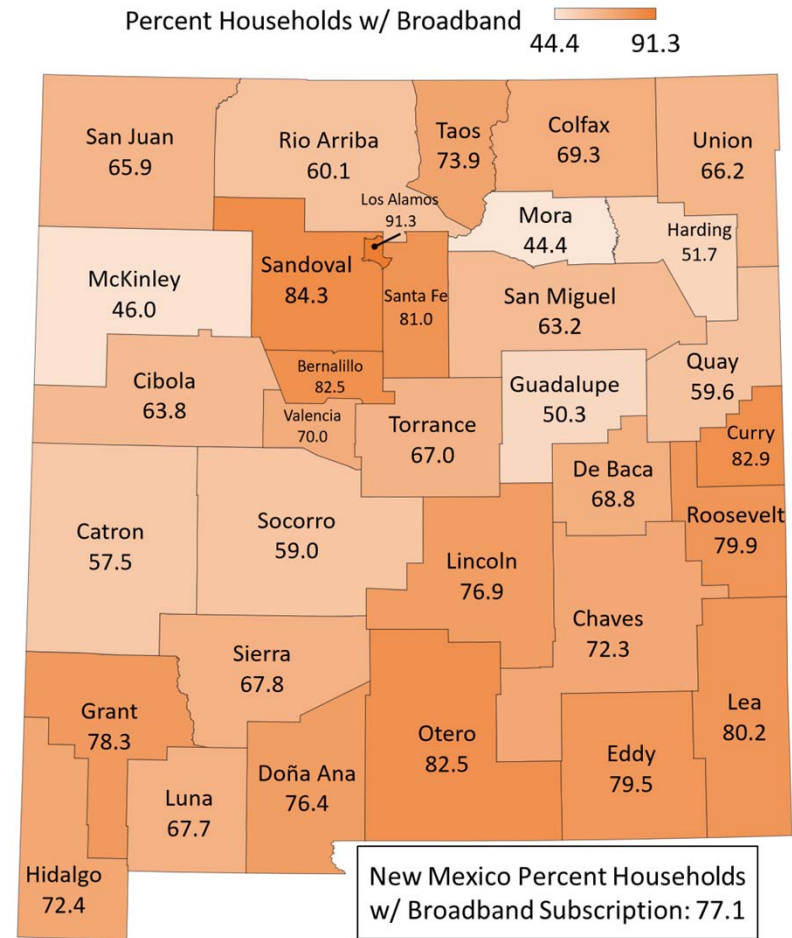 Percent Households w/ Broadband
44.4 91.3
San Juan
65.9
Rio Arriba
60.1
Taos
73.9
Colfax
69.3
Union
66.2
Los Alamos
91.3
Mora
44.4
Harding
51.7
McKinley
46.0
Sandoval
84.3
Santa Fe
81.0
San Miguel
63.2
Cibola
63.8
Bernalillo
82.5
Valencia
70.0
Torrance
67.0
Guadalupe
50.3
Quay
59.6
Curry
82.9
De Baca
68.8
Roosevelt
79.9
Catron
57.5
Socorro
59.0
Lincoln
76.9
Chaves
72.3
Sierra
67.8
Grant
78.3
Luna
67.7
Doña Ana
76.4
Otero
82.5
Eddy
79.5
Lea
80.2
Hidalgo
72.4
New Mexico Percent Households
w/ Broadband Subscription: 77.1